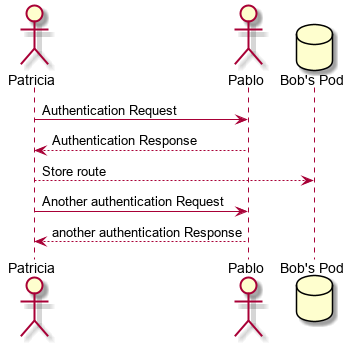 Patricia Pablo Bob's Pod
Authentication Request
Authentication Response
Store route
Another authentication Request
another authentication Response
Patricia Pablo Bob's Pod